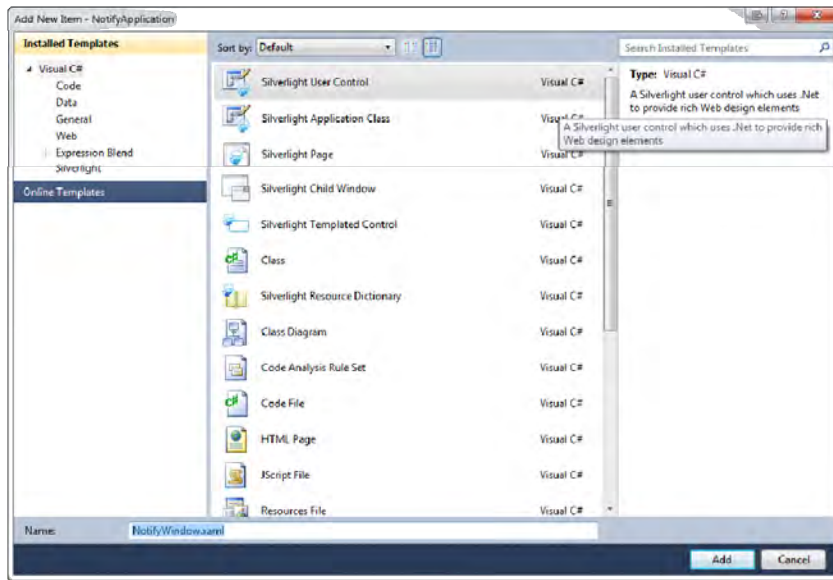 Add New Item - NotifyApplication
Installed Templates
Visual C#
Code
Data
General
Web
Expression Blend
Silverlight
Online Templates
Sort by: Default
Silverlight User Control Visual C#
Silverlight Application Class Visual C#
Silverlight Page Visual C#
Silverlight Child Window Visual C#
Silverlight Templated Control Visual C#
Class Visual C#
Silverlight Resource Dictionary Visual C#
Class Diagram Visual C#
Code Analysis Rule Set Visual C#
Code File Visual C#
HTML Page Visual C#
JScript File Visual C#
Resources File Visual C#
Search Installed Templates
Type: Visual C#
A Silverlight user control which uses .Net
to provide rich Web design elements
A Silverlight user control which uses .Net to provide rich
Web design elements
Name: NotifyWindow.xaml
Add Cancel